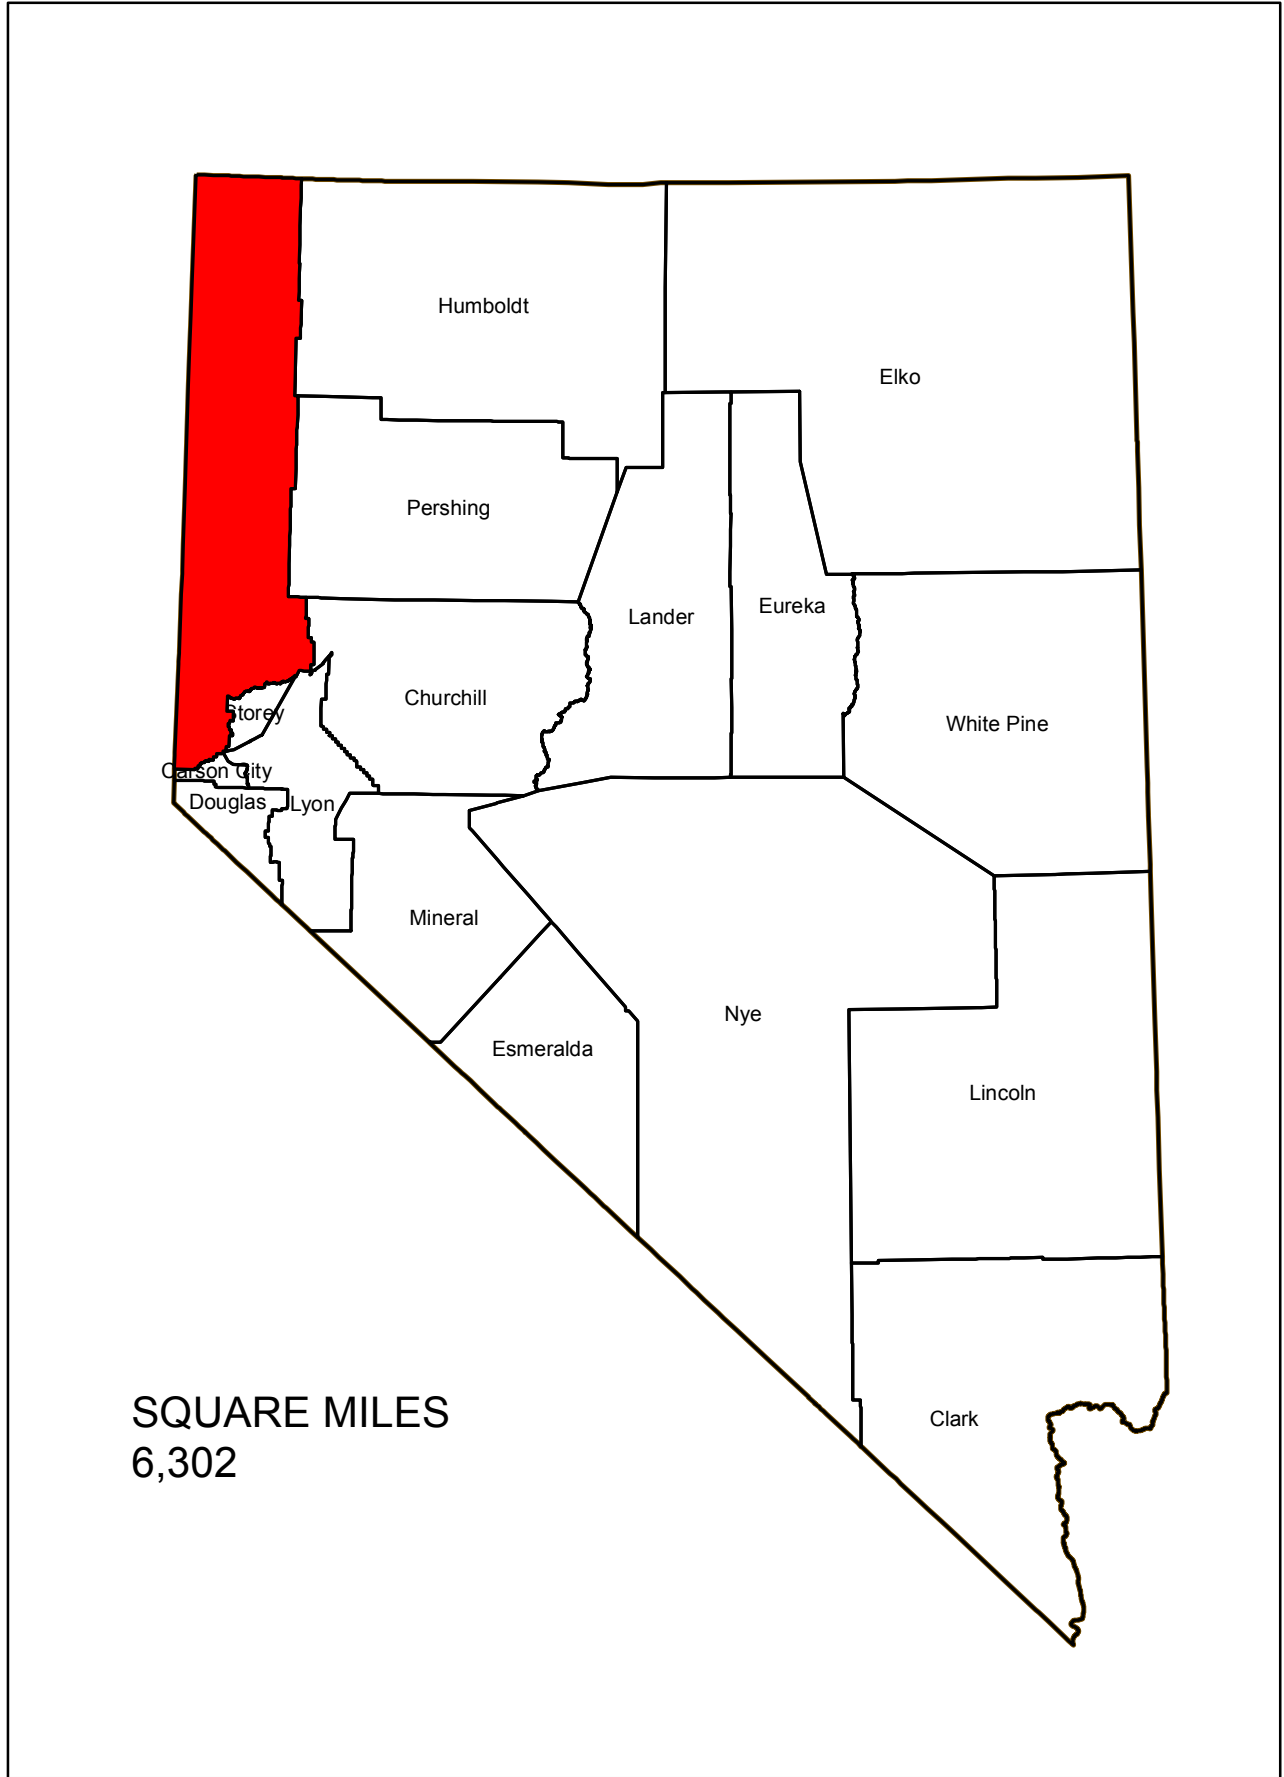 Humboldt
Elko
Pershing
Eureka
Lander
Churchill
Storey
White Pine
Carson City
Douglas
Lyon
Mineral
Nye
Esmeralda
Lincoln
SQUARE MILES
6,302
Clark